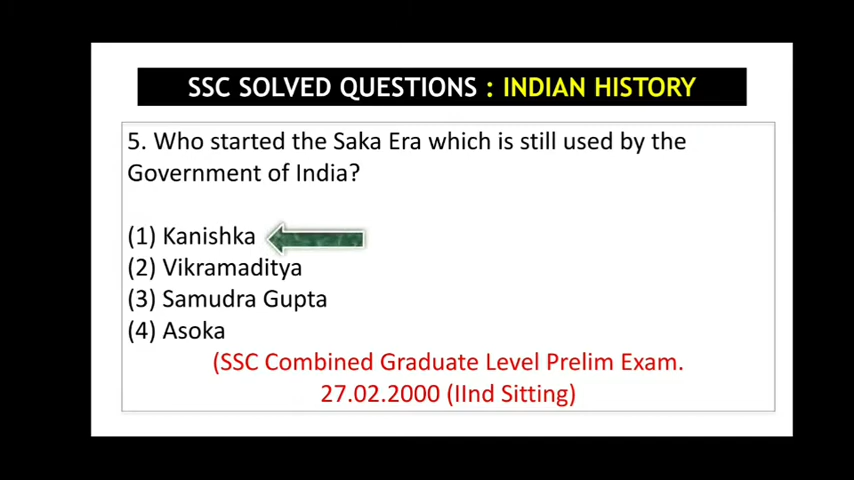 SSC SOLVED QUESTIONS : INDIAN HISTORY
5. Who started the Saka Era which is still used by the
Government of India?
(1) Kanishka
(2) Vikramaditya
(3) Samudra Gupta
(4) Asoka
(SSC Combined Graduate Level Prelim Exam.
27.02.2000 (IInd Sitting)